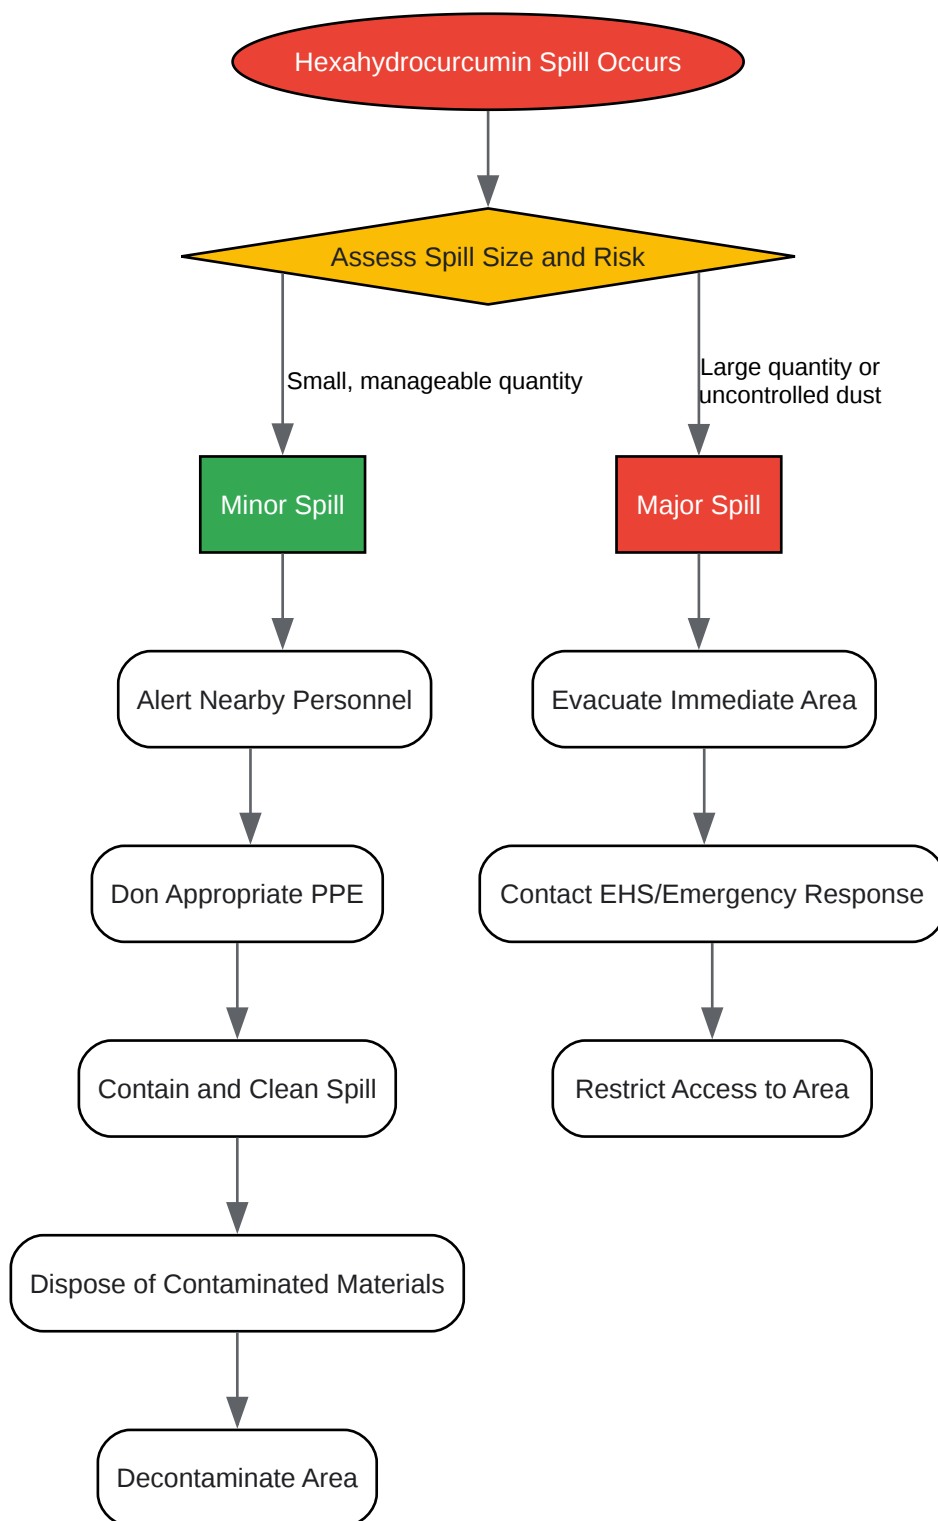 Hexahydrocurcumin Spill Occurs
Assess Spill Size and Risk
Small, manageable quantity
Large quantity or
uncontrolled dust
Minor Spill
Major Spill
Alert Nearby Personnel
Evacuate Immediate Area
Don Appropriate PPE
Contact EHS/Emergency Response
Contain and Clean Spill
Restrict Access to Area
Dispose of Contaminated Materials
Decontaminate Area